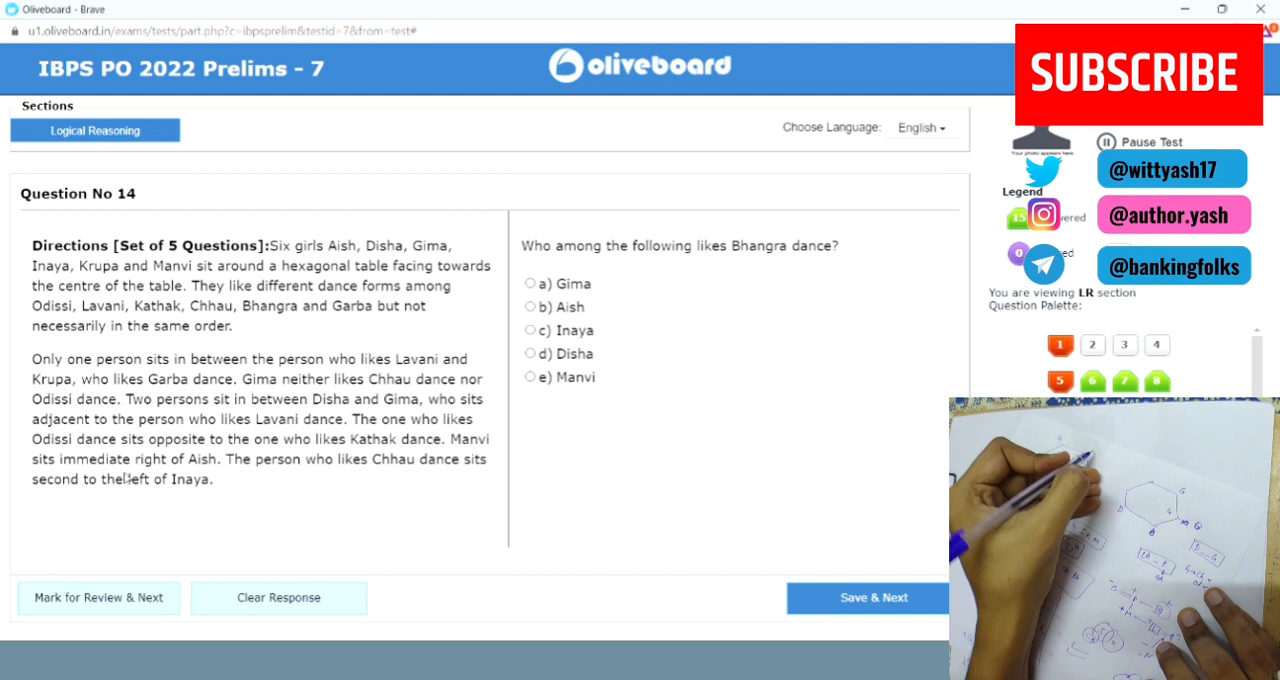 Oliveboard - Brave
u1.oliveboard.in/exams/tests/part.php?c=ibpsprelim&testid=7&from=test#
IBPS PO 2022 Prelims - 7
oliveboard
SUBSCRIBE
Sections
Logical Reasoning
Choose Language: English
Your photo appears here
Pause Test
@wittyash17
Legend
15 vered
@author.yash
0 ed
@bankingfolks
You are viewing LR section
Question Palette:
1 2 3 4
5 6 7 8
Question No 14
Directions [Set of 5 Questions]:Six girls Aish, Disha, Gima,
Inaya, Krupa and Manvi sit around a hexagonal table facing towards
the centre of the table. They like different dance forms among
Odissi, Lavani, Kathak, Chhau, Bhangra and Garba but not
necessarily in the same order.
Only one person sits in between the person who likes Lavani and
Krupa, who likes Garba dance. Gima neither likes Chhau dance nor
Odissi dance. Two persons sit in between Disha and Gima, who sits
adjacent to the person who likes Lavani dance. The one who likes
Odissi dance sits opposite to the one who likes Kathak dance. Manvi
sits immediate right of Aish. The person who likes Chhau dance sits
second to the left of Inaya.
Who among the following likes Bhangra dance?
a) Gima
b) Aish
c) Inaya
d) Disha
e) Manvi
Mark for Review & Next
Clear Response
Save & Next